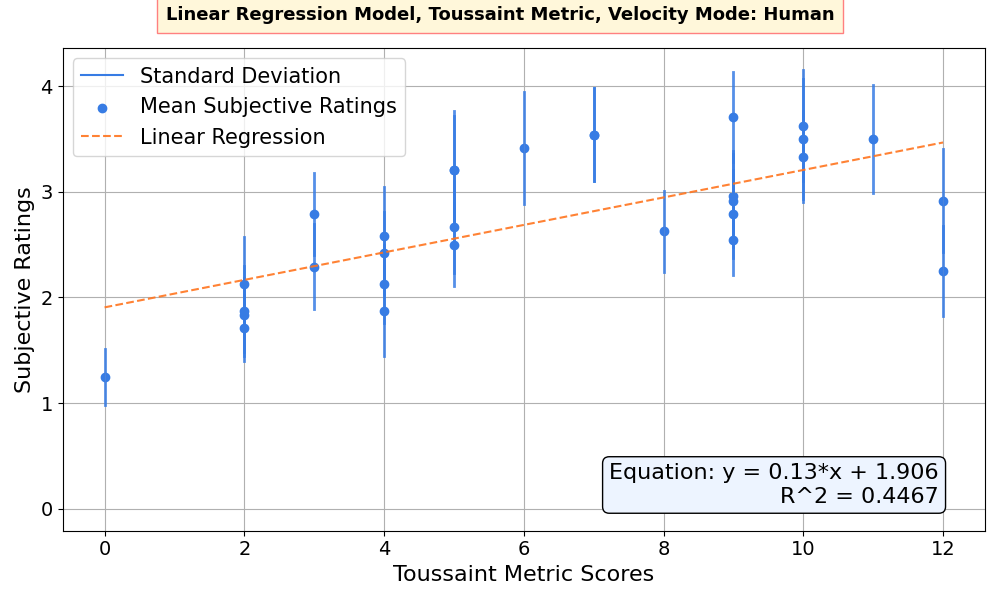 Linear Regression Model, Toussaint Metric, Velocity Mode: Human
Standard Deviation
Mean Subjective Ratings
Linear Regression
Subjective Ratings
4
3
2
1
0
Equation: y = 0.13*x + 1.906
R^2 = 0.4467
0 2 4 6 8 10 12
Toussaint Metric Scores